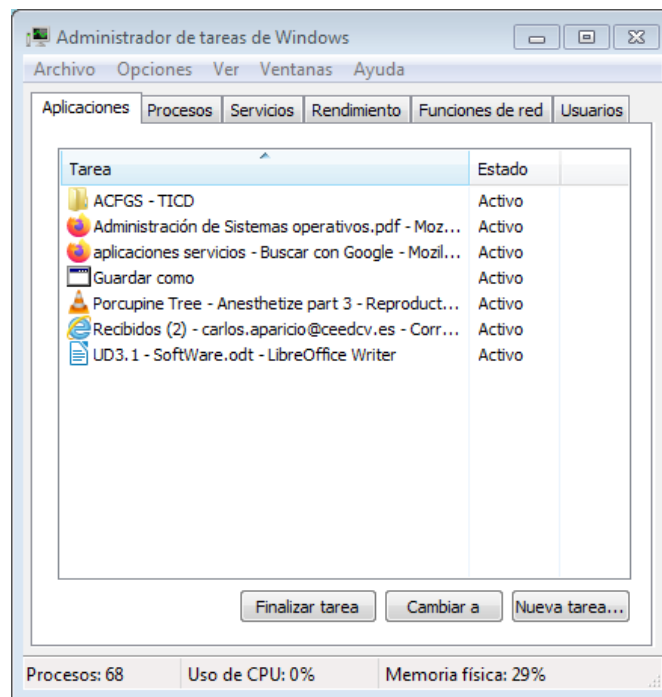 Administrador de tareas de Windows
Archivo Opciones Ver Ventanas Ayuda
Aplicaciones Procesos Servicios Rendimiento Funciones de red Usuarios
Tarea Estado
ACFGS - TICD Activo
Administración de Sistemas operativos.pdf - Moz... Activo
aplicaciones servicios - Buscar con Google - Mozil... Activo
Guardar como Activo
Porcupine Tree - Anesthetize part 3 - Reproduct... Activo
Recibidos (2) - carlos.aparicio@ceedcv.es - Corr... Activo
UD3.1 - SoftWare.odt - LibreOffice Writer Activo
Finalizar tarea Cambiar a Nueva tarea...
Procesos: 68 Uso de CPU: 0% Memoria física: 29%